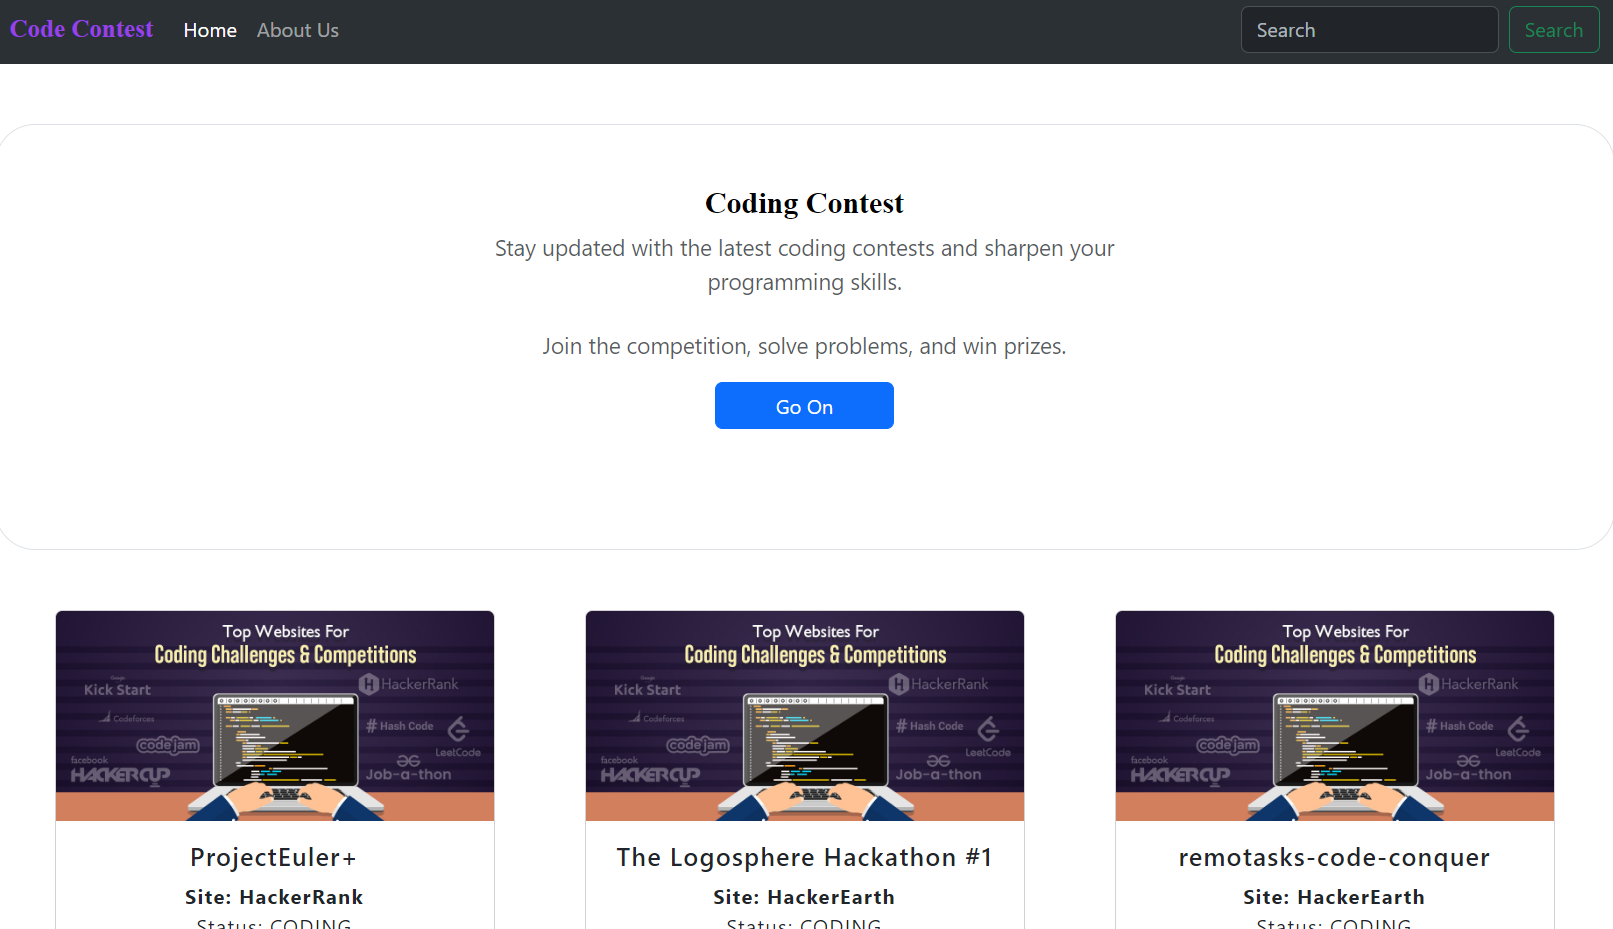 Code Contest Home About Us Search Search
Coding Contest
Stay updated with the latest coding contests and sharpen your
programming skills.
Join the competition, solve problems, and win prizes.
Go On
Top Websites For
Coding Challenges & Competitions
Google
Kick Start
HackerRank
Codeforces
# Hash Code
codejam
LeetCode
facebook
HACKERCUP
Job-a-thon
ProjectEuler+
Site: HackerRank
Status: CODING
Top Websites For
Coding Challenges & Competitions
Google
Kick Start
HackerRank
Codeforces
# Hash Code
codejam
LeetCode
facebook
HACKERCUP
Job-a-thon
The Logosphere Hackathon #1
Site: HackerEarth
Status: CODING
Top Websites For
Coding Challenges & Competitions
Google
Kick Start
HackerRank
Codeforces
# Hash Code
codejam
LeetCode
facebook
HACKERCUP
Job-a-thon
remotasks-code-conquer
Site: HackerEarth
Status: CODING